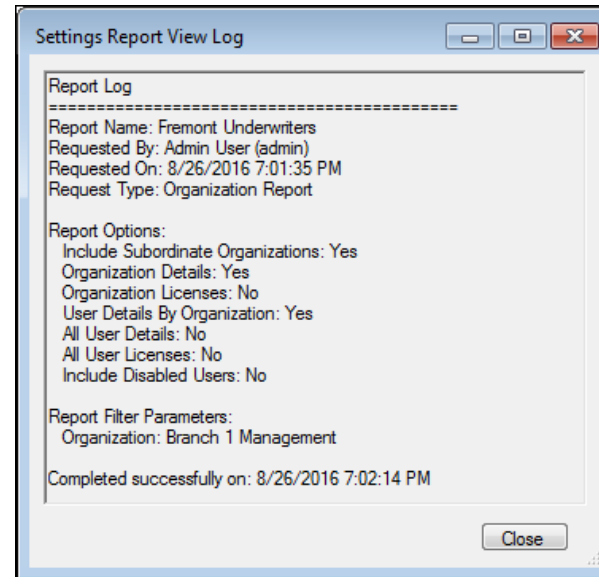 Settings Report View Log
Report Log
============================================
Report Name: Fremont Underwriters
Requested By: Admin User (admin)
Requested On: 8/26/2016 7:01:35 PM
Request Type: Organization Report
Report Options:
Include Subordinate Organizations: Yes
Organization Details: Yes
Organization Licenses: No
User Details By Organization: Yes
All User Details: No
All User Licenses: No
Include Disabled Users: No
Report Filter Parameters:
Organization: Branch 1 Management
Completed successfully on: 8/26/2016 7:02:14 PM
Close